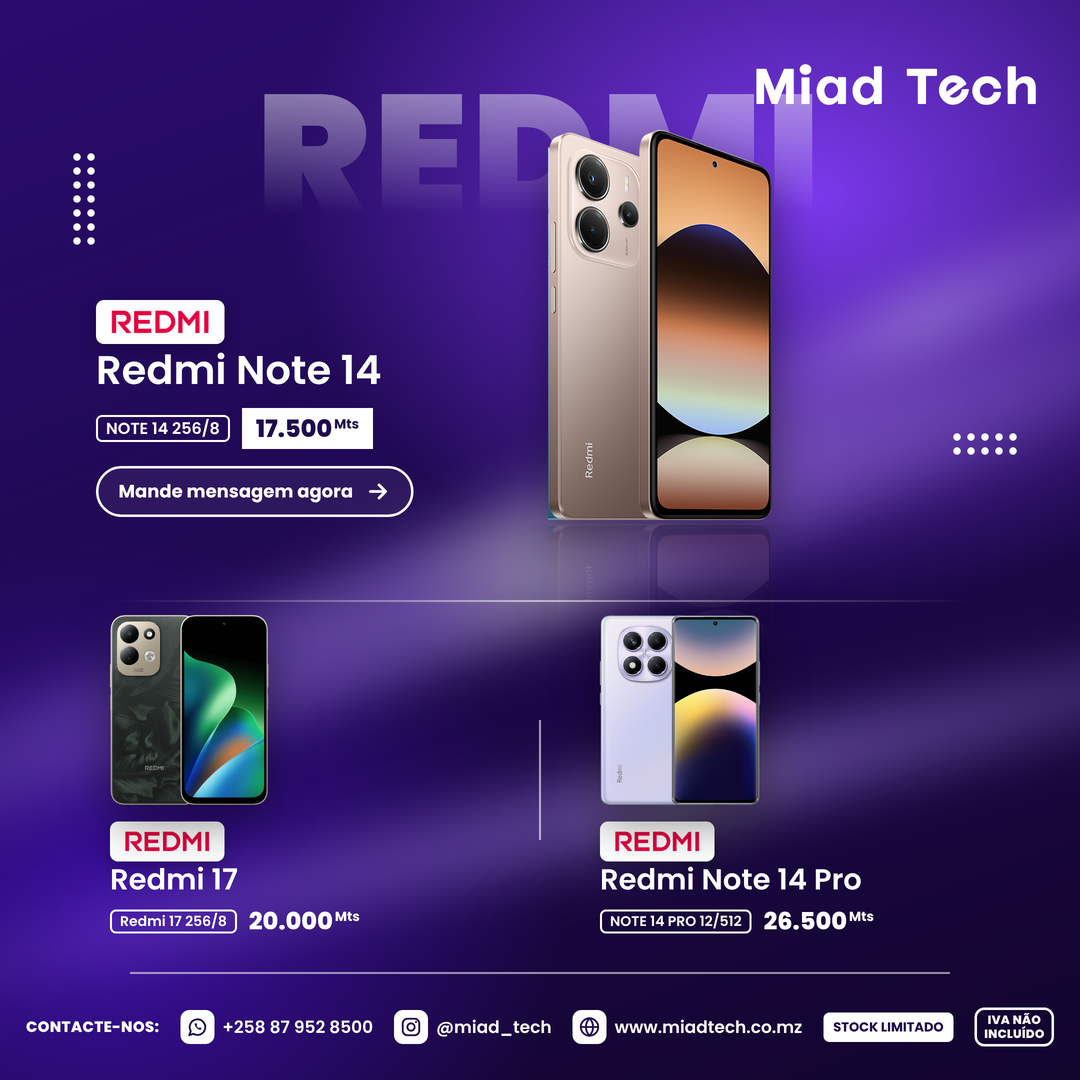 Miad Tech
REDMI
REDMI
Redmi Note 14
NOTE 14 256/8 17.500 Mts
Mande mensagem agora
Redmi
REDMI
Redmi
REDMI
Redmi 17
Redmi 17 256/8 20.000 Mts
REDMI
Redmi Note 14 Pro
NOTE 14 PRO 12/512 26.500 Mts
CONTACTE-NOS: +258 87 952 8500 @miad_tech www.miadtech.co.mz STOCK LIMITADO IVA NÃO
INCLUÍDO